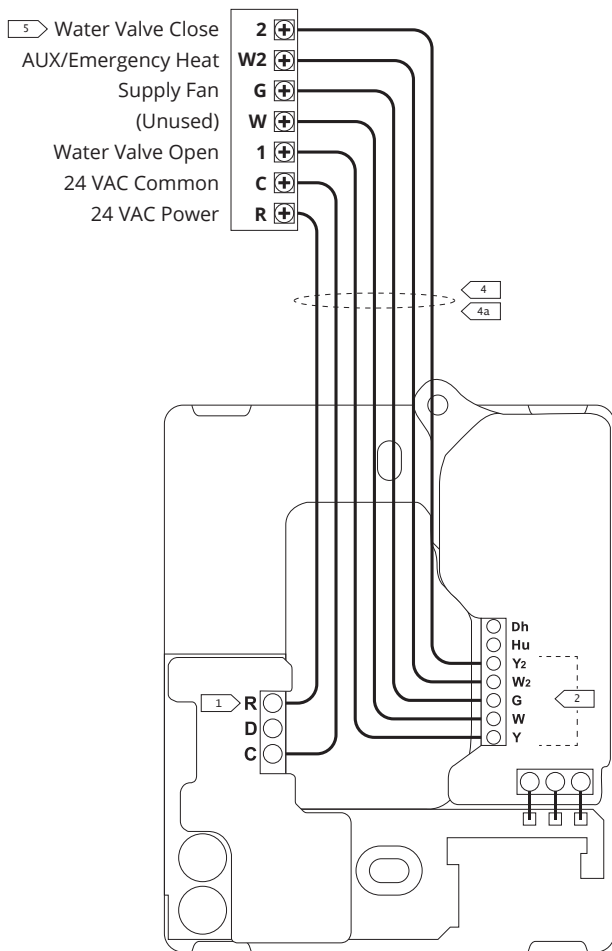 5 Water Valve Close 2
AUX/Emergency Heat W2
Supply Fan G
(Unused) W
Water Valve Open 1
24 VAC Common C
24 VAC Power R
4
4a
Dh
Hu
Y2
W2
G
W
Y
2
1 R
D
C